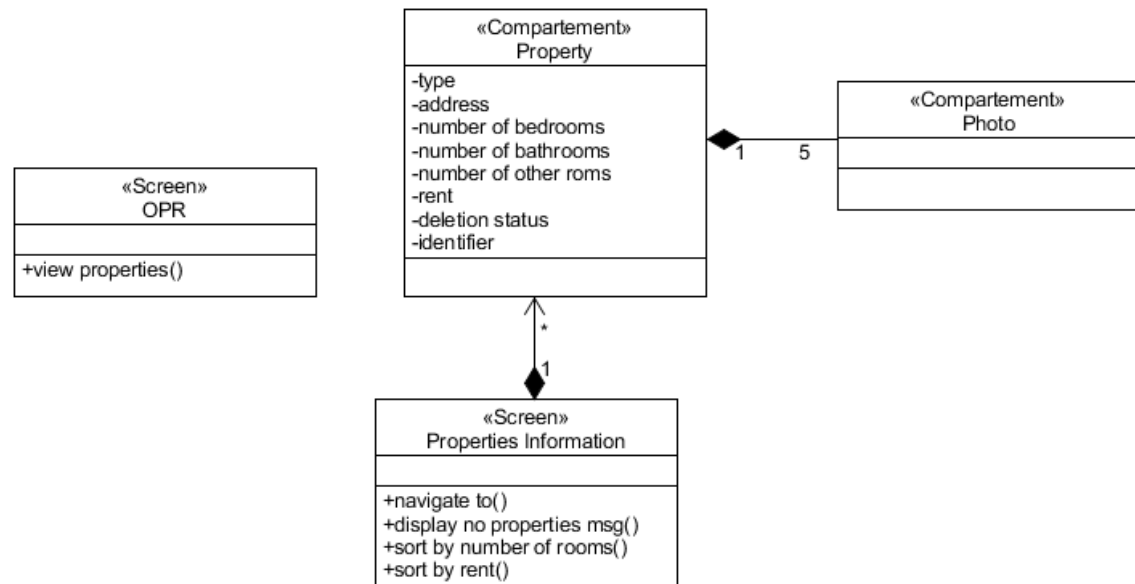 «Compartement»
Property
-type
-address
-number of bedrooms
-number of bathrooms
-number of other roms
-rent
-deletion status
-identifier
«Compartement»
Photo
1
5
«Screen»
OPR
+view properties()
*
1
«Screen»
Properties Information
+navigate to()
+display no properties msg()
+sort by number of rooms()
+sort by rent()